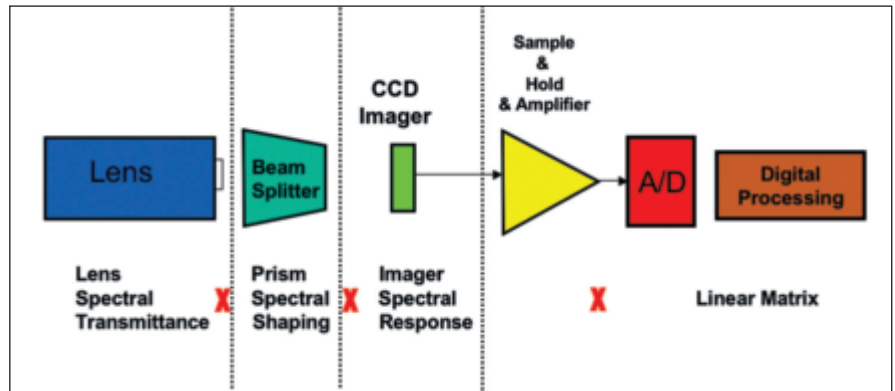 Sample
&
Hold
& Amplifier
CCD
Imager
Lens
Beam
Splitter
A/D
Digital
Processing
Lens
Spectral
Transmittance
X
Prism
Spectral
Shaping
X
Imager
Spectral
Response
X
Linear Matrix